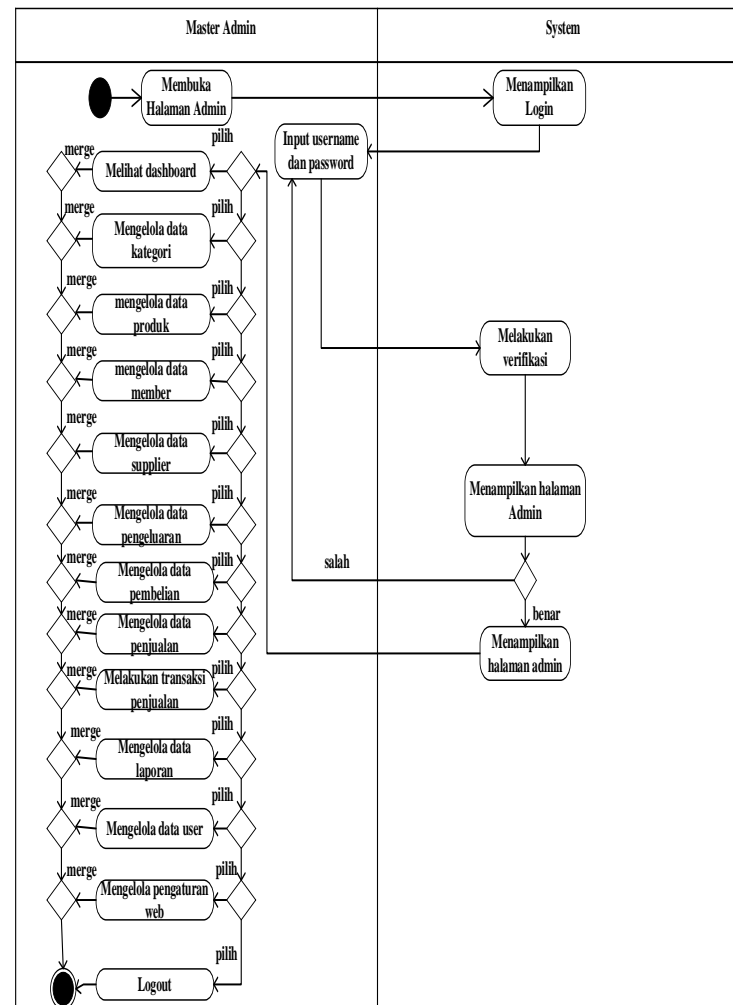 Master Admin
System
Membuka
Halaman Admin
Menampilkan
Login
Input username
dan password
pilih
merge
Melihat dashboard
merge
pilih
Mengelola data
kategori
merge
pilih
mengelola data
produk
merge
pilih
mengelola data
member
merge
pilih
Mengelola data
supplier
merge
pilih
Mengelola data
pengeluaran
merge
pilih
Mengelola data
pembelian
merge
pilih
Mengelola data
penjualan
merge
pilih
Melakukan transaksi
penjualan
merge
pilih
Mengelola data
laporan
merge
pilih
Mengelola data user
merge
pilih
Mengelola pengaturan
web
pilih
Logout
Melakukan
verifikasi
Menampilkan halaman
Admin
salah
benar
Menampilkan
halaman admin